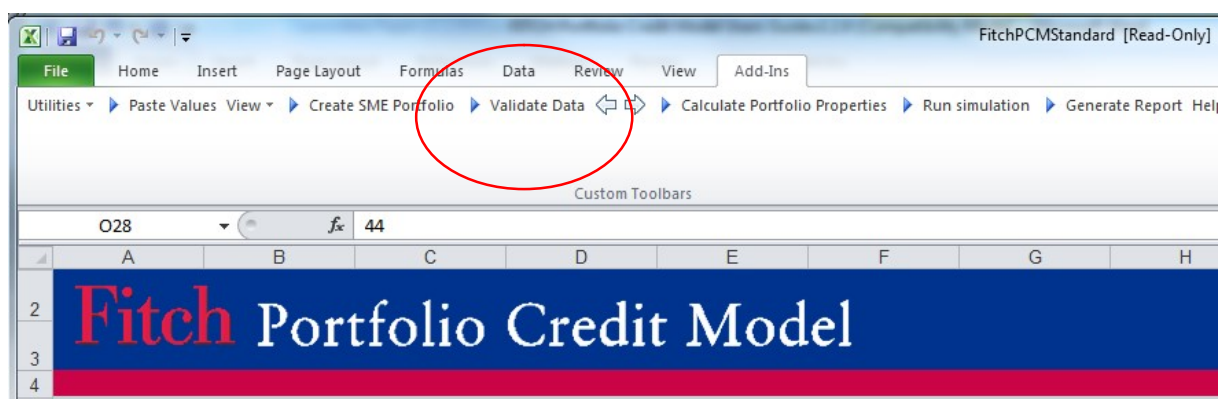 FitchPCMStandard [Read-Only]
File Home Insert Page Layout Formulas Data Review View Add-Ins
Utilities Paste Values View Create SME Portfolio Validate Data Calculate Portfolio Properties Run simulation Generate Report Hel
Custom Toolbars
O28 fx 44
A B C D E F G H
2
Fitch Portfolio Credit Model
3
4